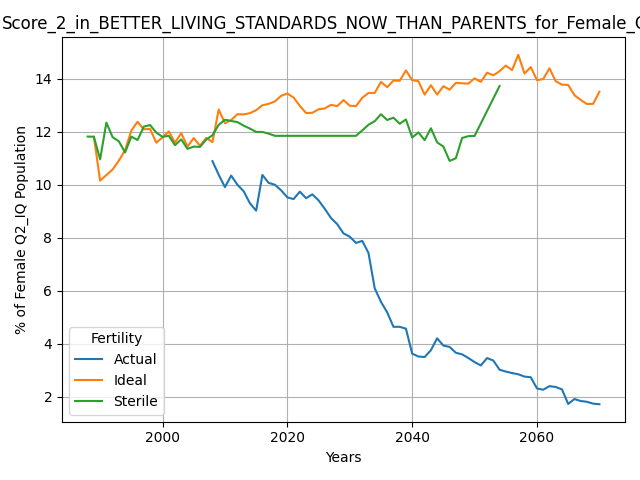 Score_2_in_BETTER_LIVING_STANDARDS_NOW_THAN_PARENTS_for_Female_
% of Female Q2_IQ Population
14
12
10
8
6
4
2
Fertility
Actual
Ideal
Sterile
2000
2020
2040
2060
Years